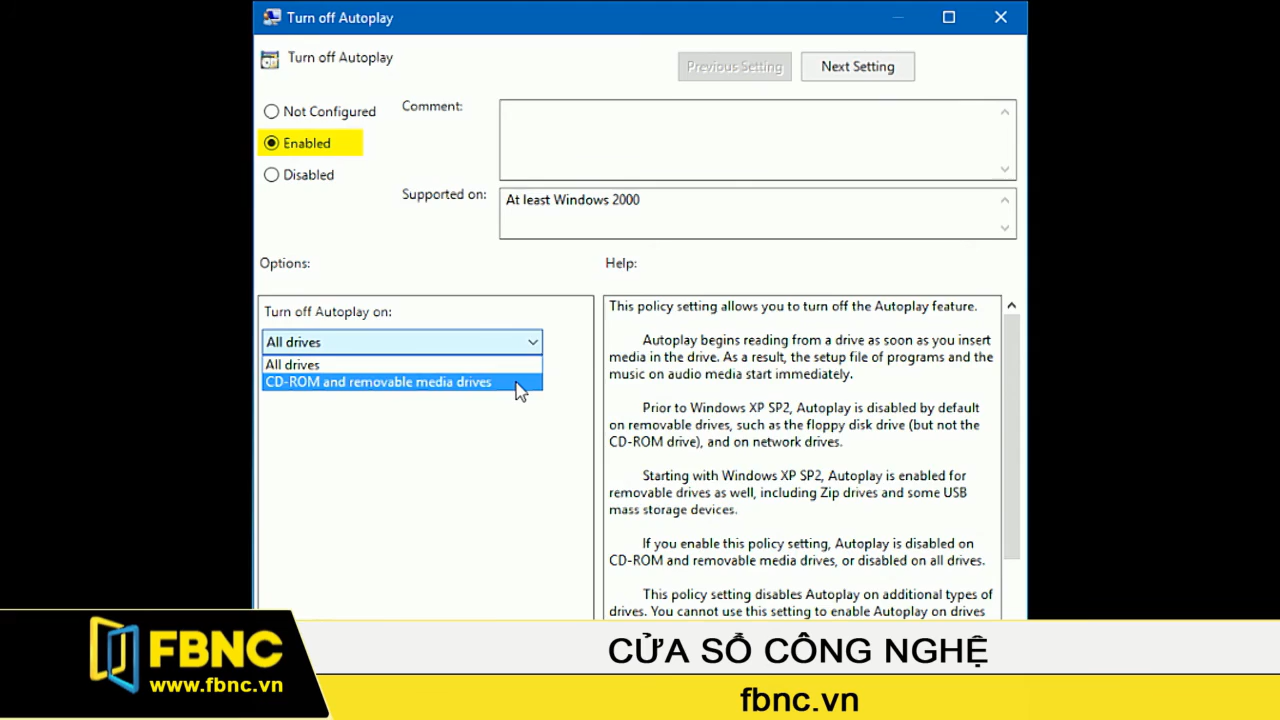 Turn off Autoplay
Turn off Autoplay
Previous Setting
Next Setting
Not Configured
Enabled
Disabled
Comment:
Supported on:
At least Windows 2000
Options:
Help:
Turn off Autoplay on:
All drives
All drives
CD-ROM and removable media drives
This policy setting allows you to turn off the Autoplay feature.
Autoplay begins reading from a drive as soon as you insert
media in the drive. As a result, the setup file of programs and the
music on audio media start immediately.
Prior to Windows XP SP2, Autoplay is disabled by default
on removable drives, such as the floppy disk drive (but not the
CD-ROM drive), and on network drives.
Starting with Windows XP SP2, Autoplay is enabled for
removable drives as well, including Zip drives and some USB
mass storage devices.
If you enable this policy setting, Autoplay is disabled on
CD-ROM and removable media drives, or disabled on all drives.
This policy setting disables Autoplay on additional types of
drives. You cannot use this setting to enable Autoplay on drives
FBNC
www.fbnc.vn
CỬA SỔ CÔNG NGHỆ
fbnc.vn